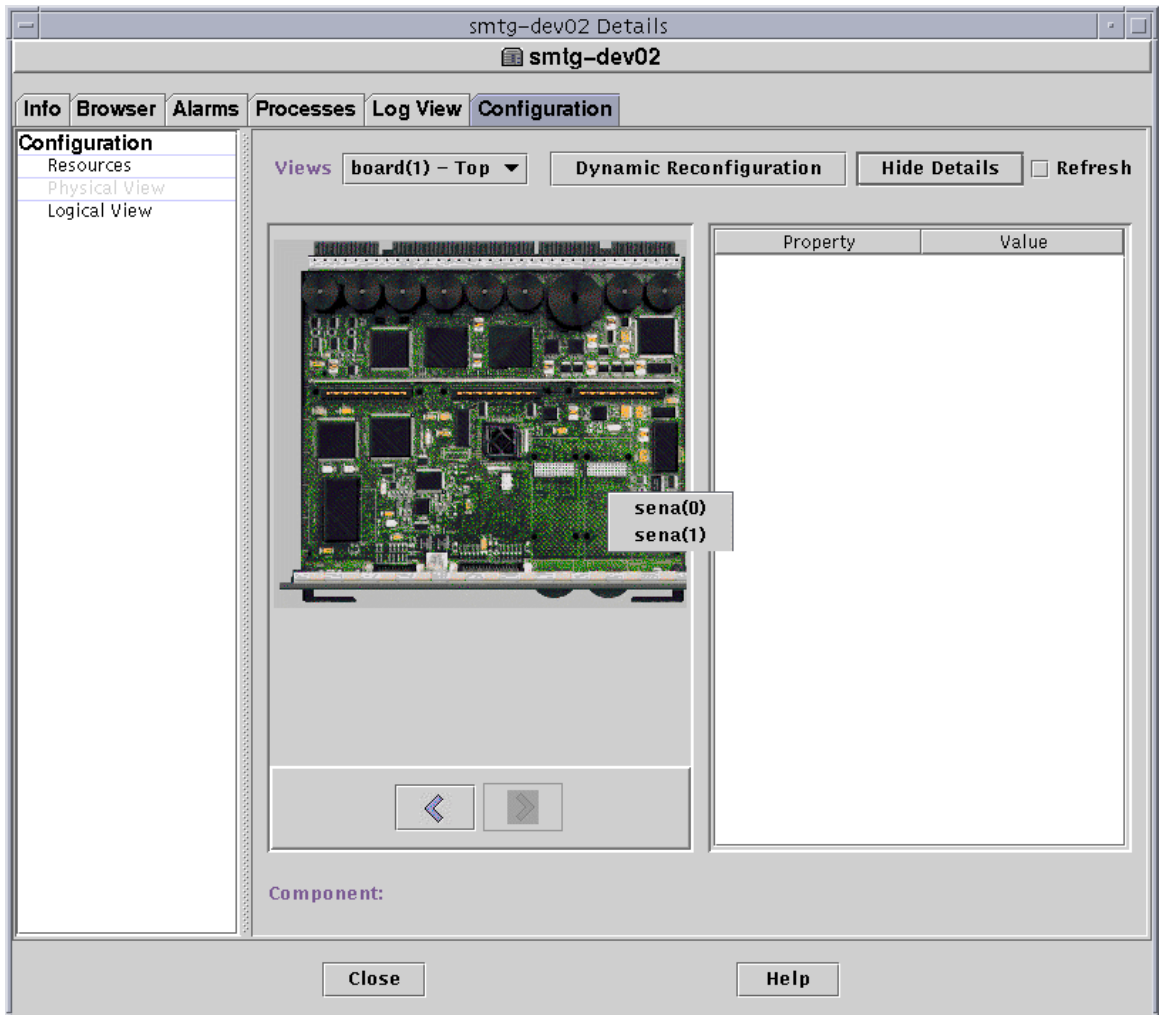 smtg-dev02 Details
smtg-dev02
Info Browser Alarms Processes Log View Configuration
Configuration
Resources
Physical View
Logical View
Views board(1) - Top Dynamic Reconfiguration Hide Details Refresh
Property Value
sena(0)
sena(1)
Component:
Close Help